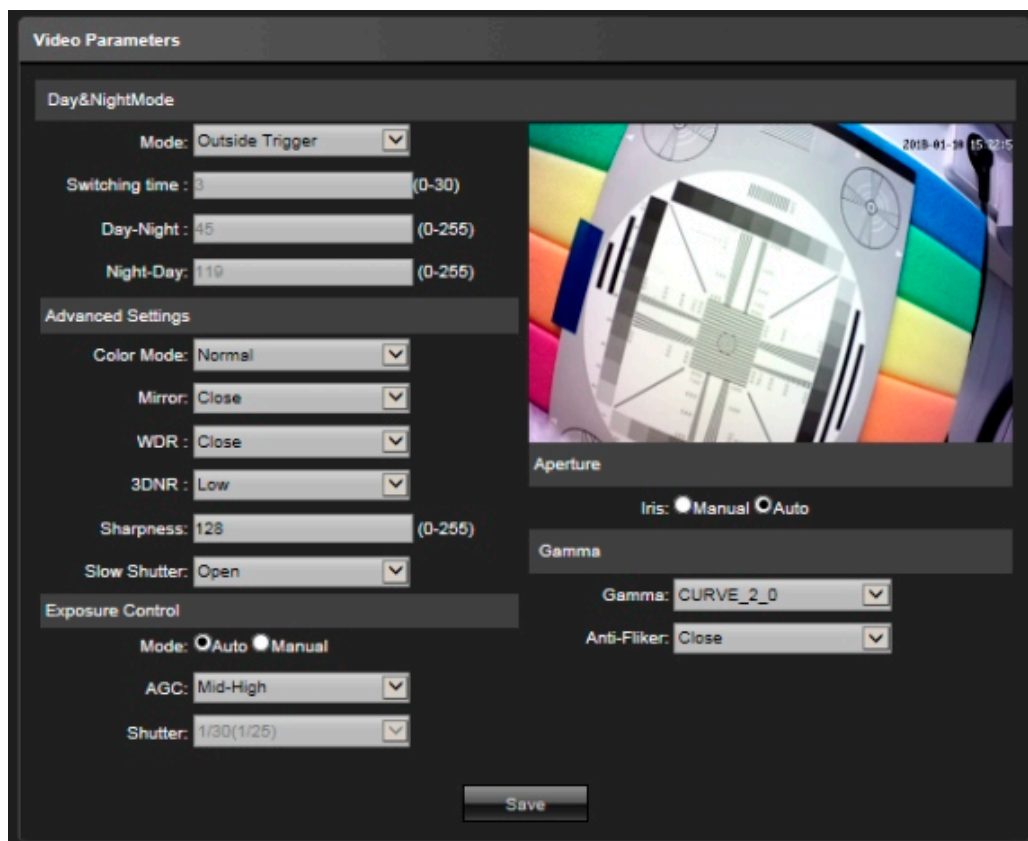 Video Parameters
Day&NightMode
Mode: Outside Trigger
Switching time : 3 (0-30)
Day-Night : 45 (0-255)
Night-Day: 119 (0-255)
Advanced Settings
Color Mode: Normal
Mirror: Close
WDR : Close
3DNR : Low
Sharpness: 128 (0-255)
Slow Shutter: Open
Exposure Control
Mode: Auto Manual
AGC: Mid-High
Shutter: 1/30(1/25)
2018-01-10
Aperture
Iris: Manual Auto
Gamma
Gamma: CURVE_2_0
Anti-Fliker: Close
Save